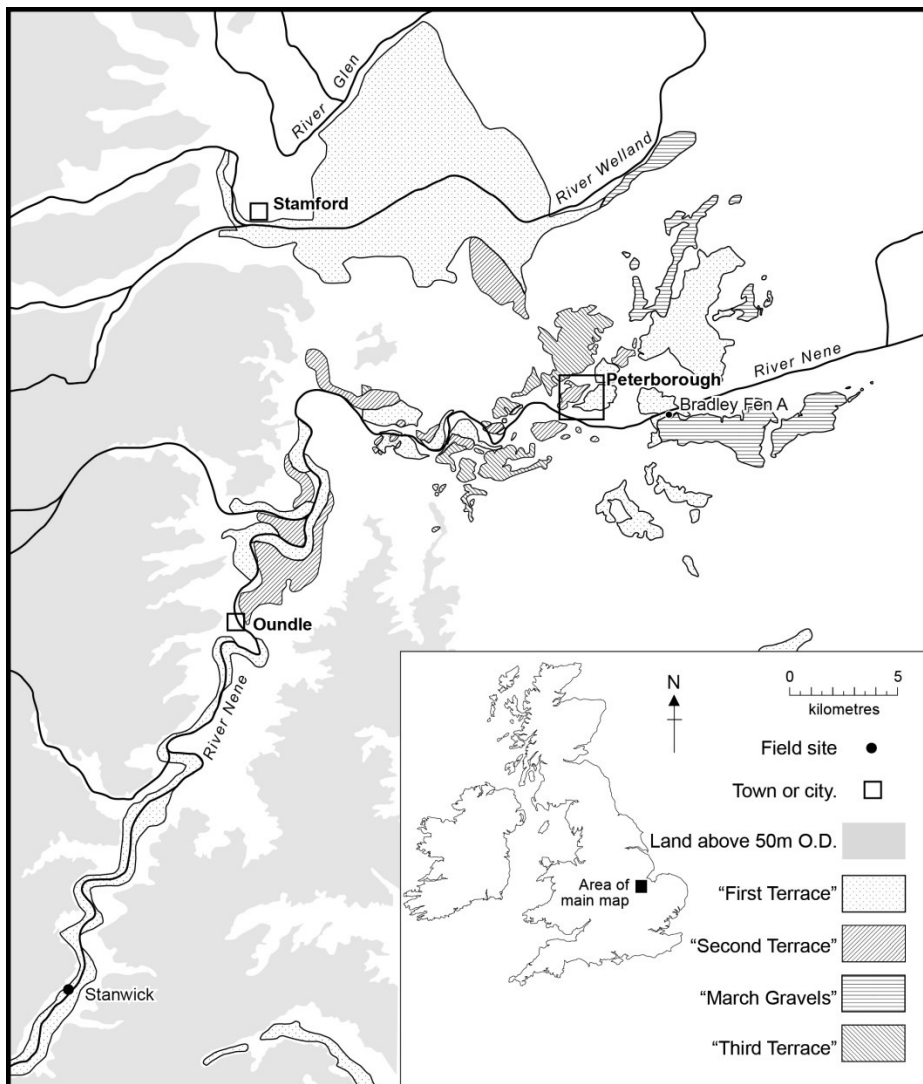 River Glen
Stamford
River Welland
Peterborough
River Nene
Bradley Fen A
Oundle
River Nene
Stanwick
N
0 5
kilometres
Field site
Town or city.
Land above 50m O.D.
Area of
main map
“First Terrace”
“Second Terrace”
“March Gravels”
“Third Terrace”